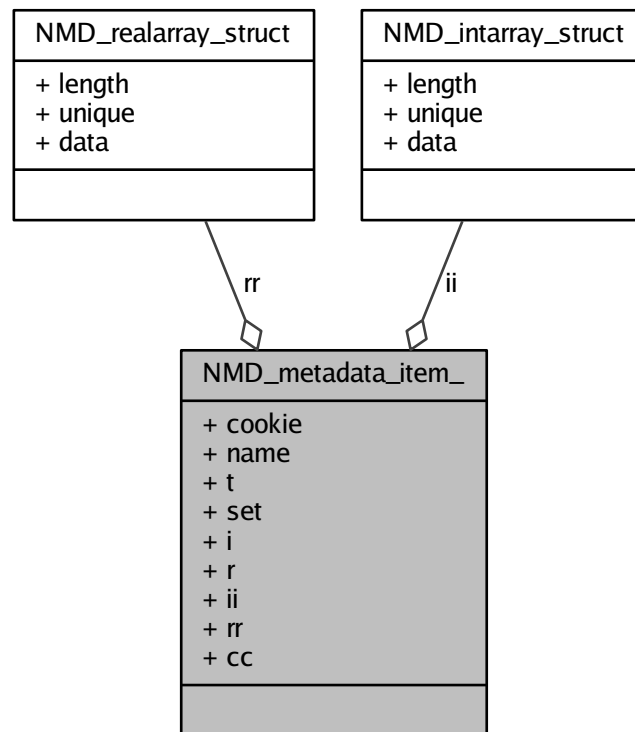 NMD_realarray_struct
+ length
+ unique
+ data
NMD_intarray_struct
+ length
+ unique
+ data
rr
ii
NMD_metadata_item_
+ cookie
+ name
+ t
+ set
+ i
+ r
+ ii
+ rr
+ cc